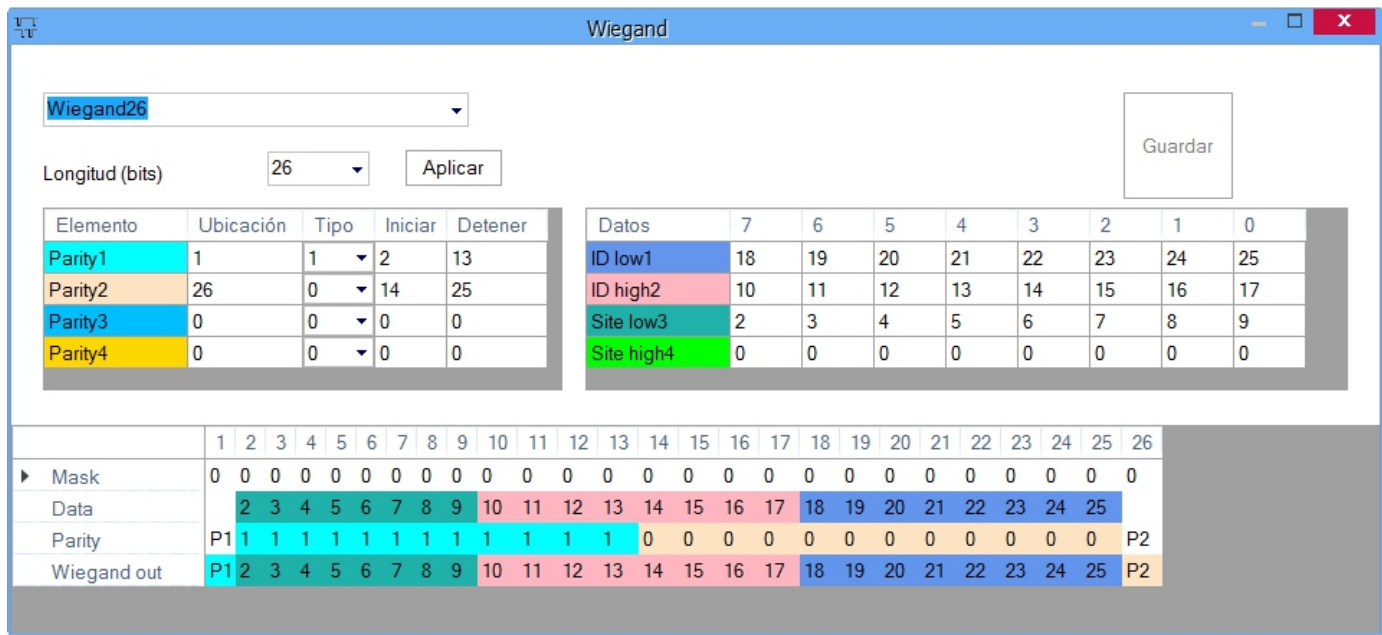 Wiegand
Wiegand26
Guardar
Longitud (bits) 26 Aplicar
Elemento Ubicación Tipo Iniciar Detener
Parity1 1 1 2 13
Parity2 26 0 14 25
Parity3 0 0 0 0
Parity4 0 0 0 0
Datos 7 6 5 4 3 2 1 0
ID low1 18 19 20 21 22 23 24 25
ID high2 10 11 12 13 14 15 16 17
Site low3 2 3 4 5 6 7 8 9
Site high4 0 0 0 0 0 0 0 0
1 2 3 4 5 6 7 8 9 10 11 12 13 14 15 16 17 18 19 20 21 22 23 24 25 26
Mask 0 0 0 0 0 0 0 0 0 0 0 0 0 0 0 0 0 0 0 0 0 0 0 0 0 0
Data 2 3 4 5 6 7 8 9 10 11 12 13 14 15 16 17 18 19 20 21 22 23 24 25
Parity P1 1 1 1 1 1 1 1 1 1 1 1 1 0 0 0 0 0 0 0 0 0 0 0 0 P2
Wiegand out P1 2 3 4 5 6 7 8 9 10 11 12 13 14 15 16 17 18 19 20 21 22 23 24 25 P2